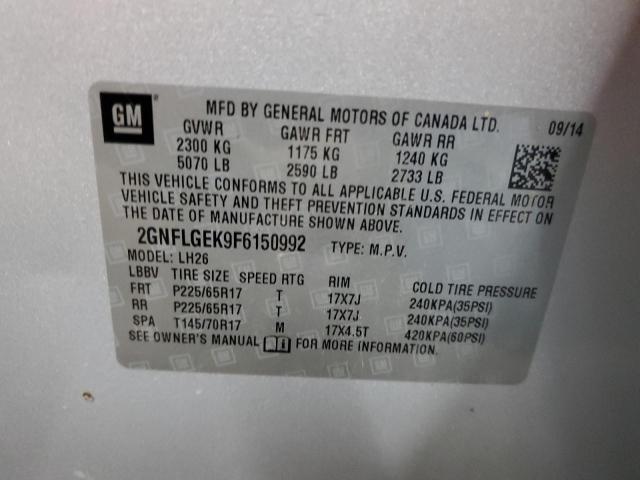 GM ®
MFD BY GENERAL MOTORS OF CANADA LTD. 09/14
GVWR GAWR FRT GAWR RR
2300 KG 1175 KG 1240 KG
5070 LB 2590 LB 2733 LB
THIS VEHICLE CONFORMS TO ALL APPLICABLE U.S. FEDERAL MOTOR
VEHICLE SAFETY AND THEFT PREVENTION STANDARDS IN EFFECT ON
THE DATE OF MANUFACTURE SHOWN ABOVE.
2GNFLGEK9F6150992 TYPE: M.P.V.
MODEL: LH26
LBBV TIRE SIZE SPEED RTG RIM COLD TIRE PRESSURE
FRT P225/65R17 T 17X7J 240KPA(35PSI)
RR P225/65R17 T 17X7J 240KPA(35PSI)
SPA T145/70R17 M 17X4.5T 420KPA(60PSI)
SEE OWNER'S MANUAL FOR MORE INFORMATION.